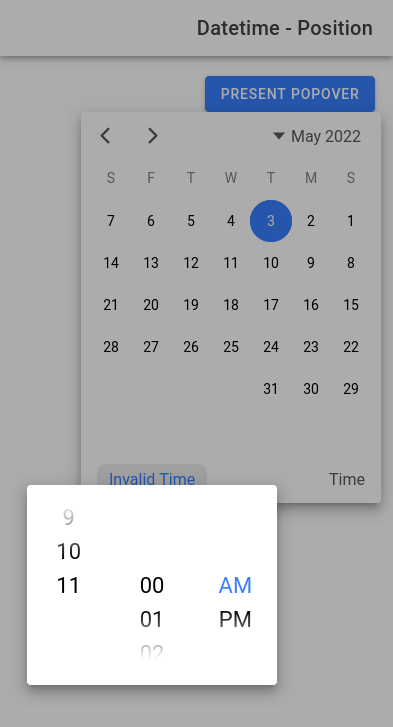 Datetime - Position
PRESENT POPOVER
May 2022
S F T W T M S
7 6 5 4 3 2 1
14 13 12 11 10 9 8
21 20 19 18 17 16 15
28 27 26 25 24 23 22
31 30 29
Invalid Time Time
9
10
11 00 AM
01 PM
02